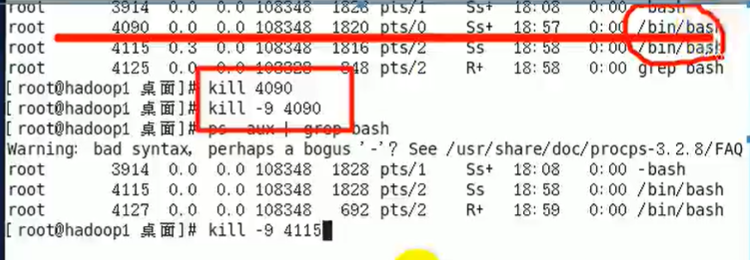 root 3914 0.0 0.0 108348 1828 pts/1 Ss+ 18:08 0:00 -bash
root 4090 0.0 0.0 108348 1820 pts/0 Ss+ 18:57 0:00 /bin/bash
root 4115 0.3 0.0 108348 1816 pts/2 Ss 18:58 0:00 /bin/bash
root 4125 0.0 0.0 103328 848 pts/2 R+ 18:58 0:00 grep bash
[root@hadoop1 桌面]# kill 4090
[root@hadoop1 桌面]# kill -9 4090
[root@hadoop1 桌面]# ps -aux | grep bash
Warning: bad syntax, perhaps a bogus '-'? See /usr/share/doc/procps-3.2.8/FAQ
root 3914 0.0 0.0 108348 1828 pts/1 Ss+ 18:08 0:00 -bash
root 4115 0.0 0.0 108348 1828 pts/2 Ss 18:58 0:00 /bin/bash
root 4127 0.0 0.0 108348 692 pts/2 R+ 18:59 0:00 /bin/bash
[root@hadoop1 桌面]# kill -9 4115